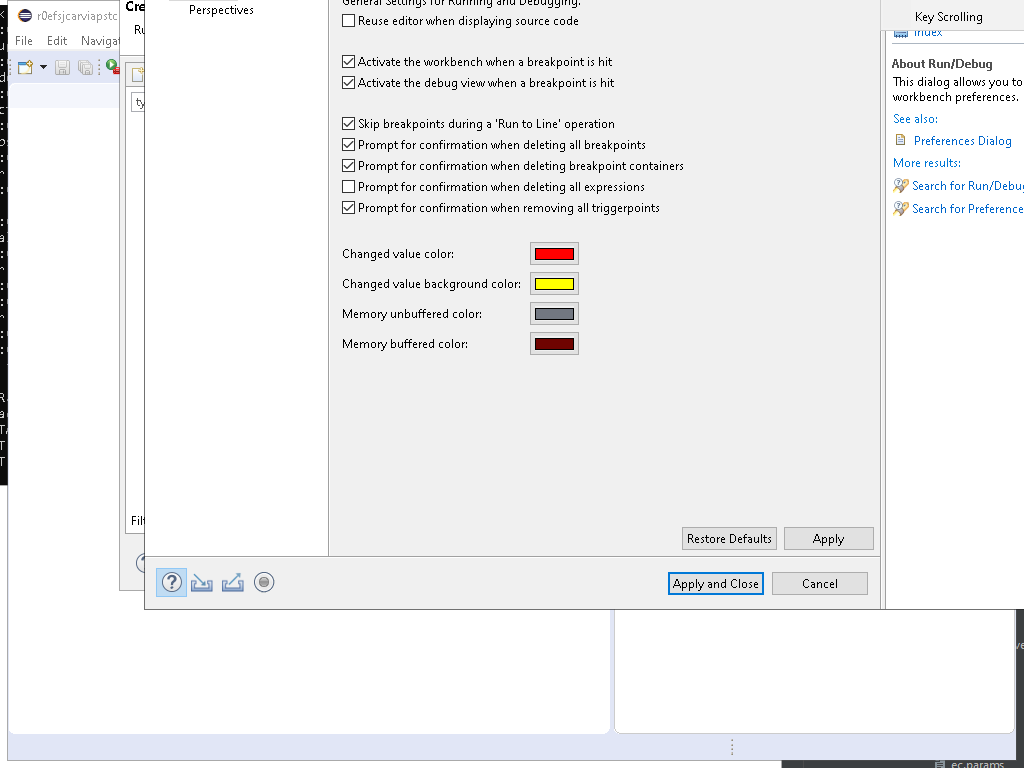 r0efsjcarviapstc
File Edit Navigat
Cre
Ru
ty
Filt
Perspectives
General Settings for Running and Debugging.
Reuse editor when displaying source code
Activate the workbench when a breakpoint is hit
Activate the debug view when a breakpoint is hit
Skip breakpoints during a 'Run to Line' operation
Prompt for confirmation when deleting all breakpoints
Prompt for confirmation when deleting breakpoint containers
Prompt for confirmation when deleting all expressions
Prompt for confirmation when removing all triggerpoints
Changed value color:
Changed value background color:
Memory unbuffered color:
Memory buffered color:
Restore Defaults Apply
Apply and Close Cancel
Key Scrolling
Index
About Run/Debug
This dialog allows you to
workbench preferences.
See also:
Preferences Dialog
More results:
Search for Run/Debug
Search for Preference
ec.params